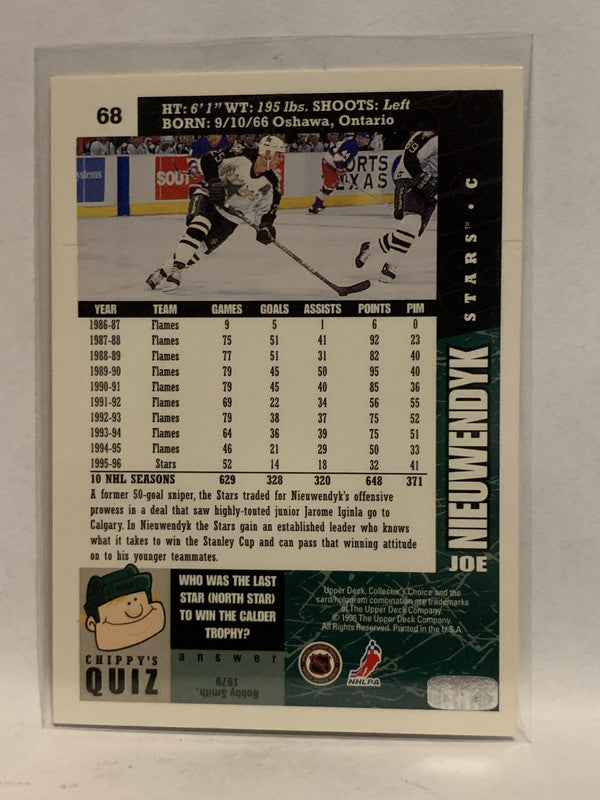 68
HT: 6'1" WT: 195 lbs. SHOOTS: Left
BORN: 9/10/66 Oshawa, Ontario
ystems
SOUT
ORTS
EXAS
STARS™ • C
JOE NIEUWENDYK
YEAR TEAM GAMES GOALS ASSISTS POINTS PIM
1986-87 Flames 9 5 1 6 0
1987-88 Flames 75 51 41 92 23
1988-89 Flames 77 51 31 82 40
1989-90 Flames 79 45 50 95 40
1990-91 Flames 79 45 40 85 36
1991-92 Flames 69 22 34 56 55
1992-93 Flames 79 38 37 75 52
1993-94 Flames 64 36 39 75 51
1994-95 Flames 46 21 29 50 33
1995-96 Stars 52 14 18 32 41
10 NHL SEASONS 629 328 320 648 371
A former 50-goal sniper, the Stars traded for Nieuwendyk's offensive
prowess in a deal that saw highly-touted junior Jarome Iginla go to
Calgary. In Nieuwendyk the Stars gain an established leader who knows
what it takes to win the Stanley Cup and can pass that winning attitude
on to his younger teammates.
CHIPPY'S
QUIZ
WHO WAS THE LAST
STAR (NORTH STAR)
TO WIN THE CALDER
TROPHY?
answer
Bobby Smith,
1979
Upper Deck, Collector's Choice and the
card/hologram combination are trademarks
of The Upper Deck Company.
© 1996 The Upper Deck Company.
All Rights Reserved. Printed in the U.S.A.
NHL
NHLPA